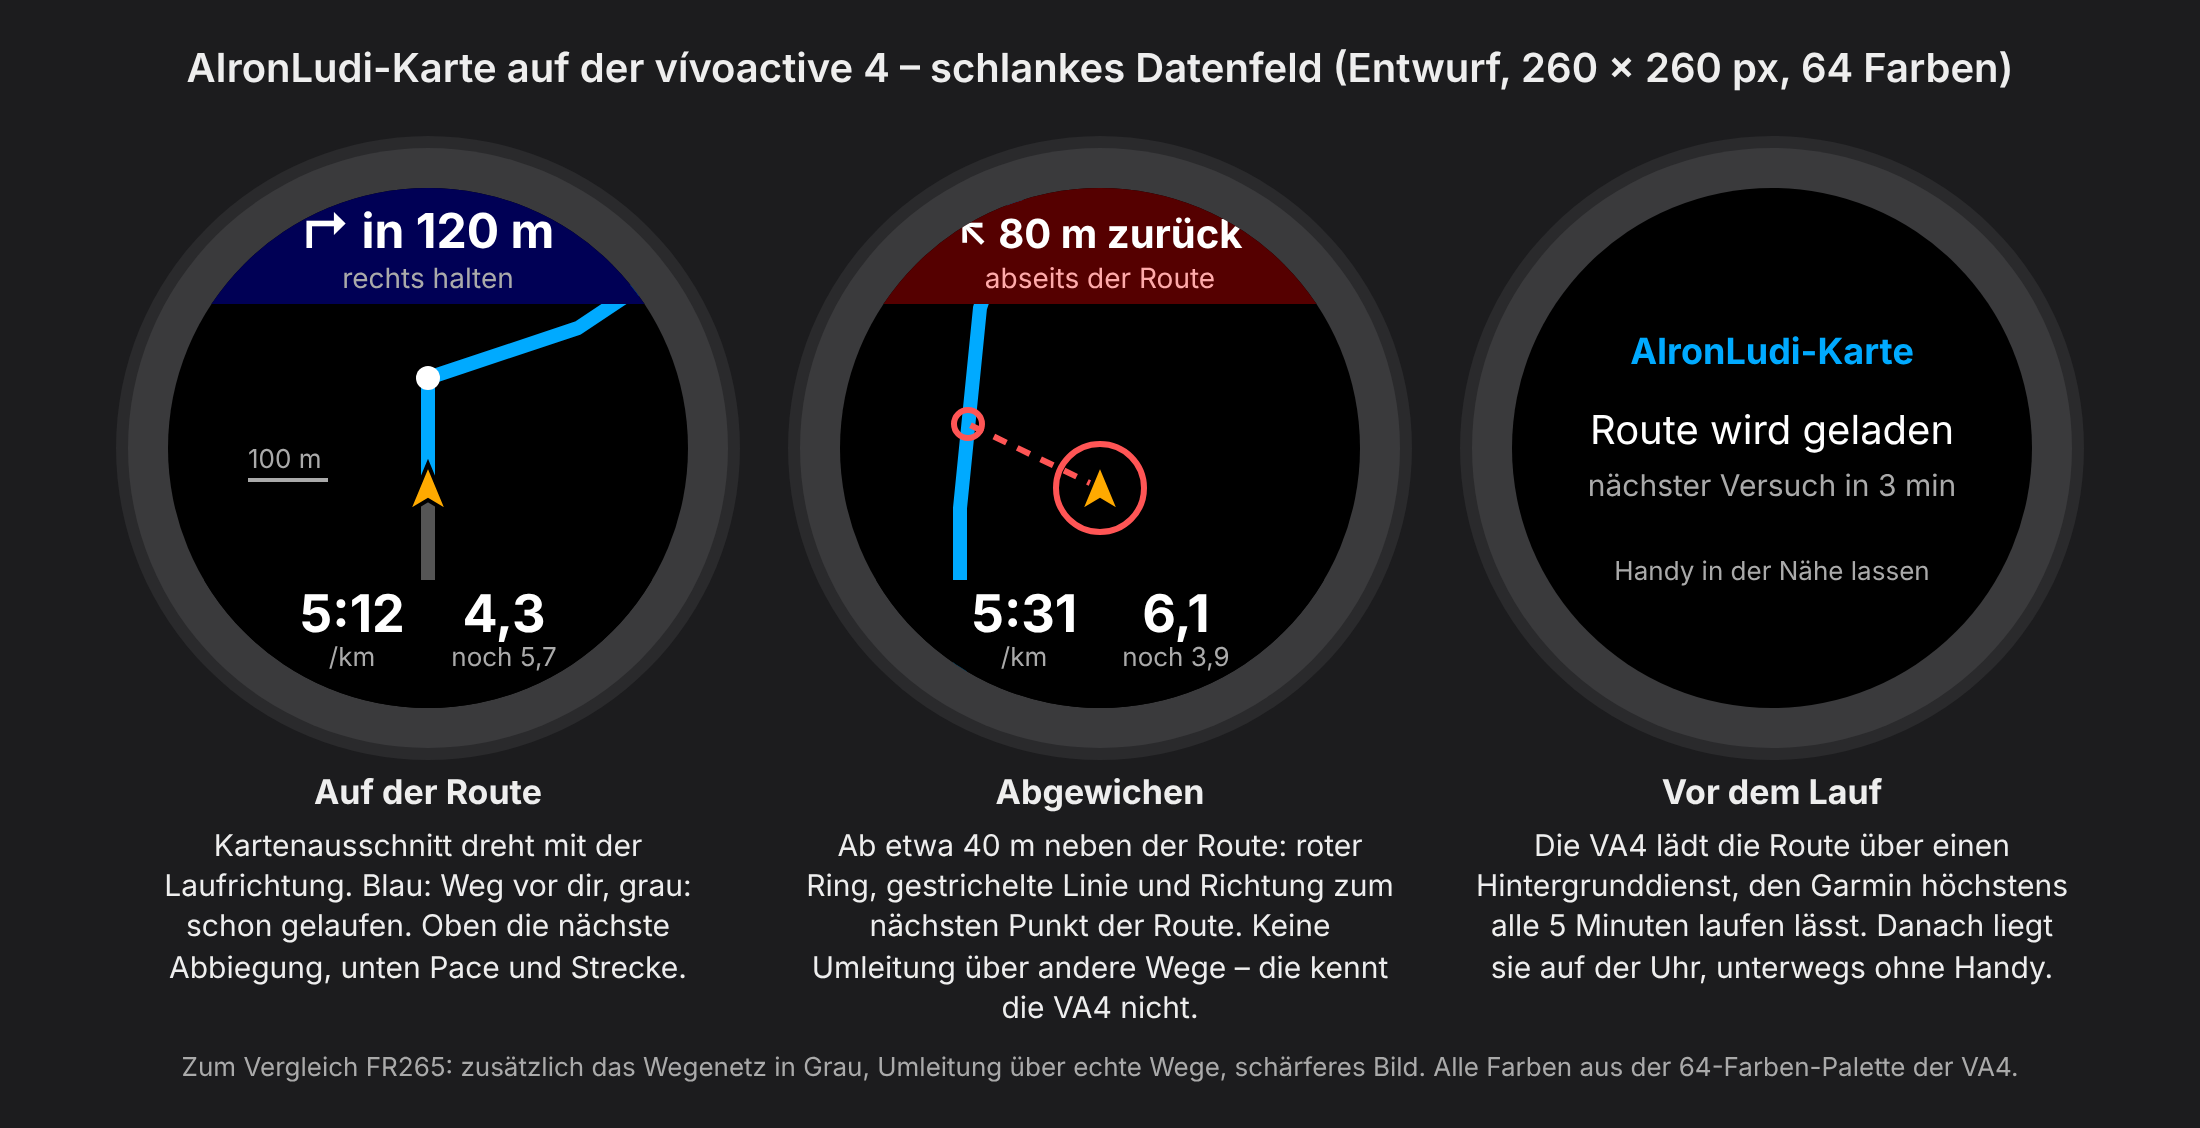 AIronLudi-Karte auf der vívoactive 4 – schlankes Datenfeld (Entwurf, 260 × 260 px, 64 Farben)
in 120 m
rechts halten
100 m
5:12 4,3
/km noch 5,7
80 m zurück
abseits der Route
5:31 6,1
/km noch 3,9
AIronLudi-Karte
Route wird geladen
nächster Versuch in 3 min
Handy in der Nähe lassen
Auf der Route
Kartenausschnitt dreht mit der
Laufrichtung. Blau: Weg vor dir, grau:
schon gelaufen. Oben die nächste
Abbiegung, unten Pace und Strecke.
Abgewichen
Ab etwa 40 m neben der Route: roter
Ring, gestrichelte Linie und Richtung zum
nächsten Punkt der Route. Keine
Umleitung über andere Wege – die kennt
die VA4 nicht.
Vor dem Lauf
Die VA4 lädt die Route über einen
Hintergrunddienst, den Garmin höchstens
alle 5 Minuten laufen lässt. Danach liegt
sie auf der Uhr, unterwegs ohne Handy.
Zum Vergleich FR265: zusätzlich das Wegenetz in Grau, Umleitung über echte Wege, schärferes Bild. Alle Farben aus der 64-Farben-Palette der VA4.